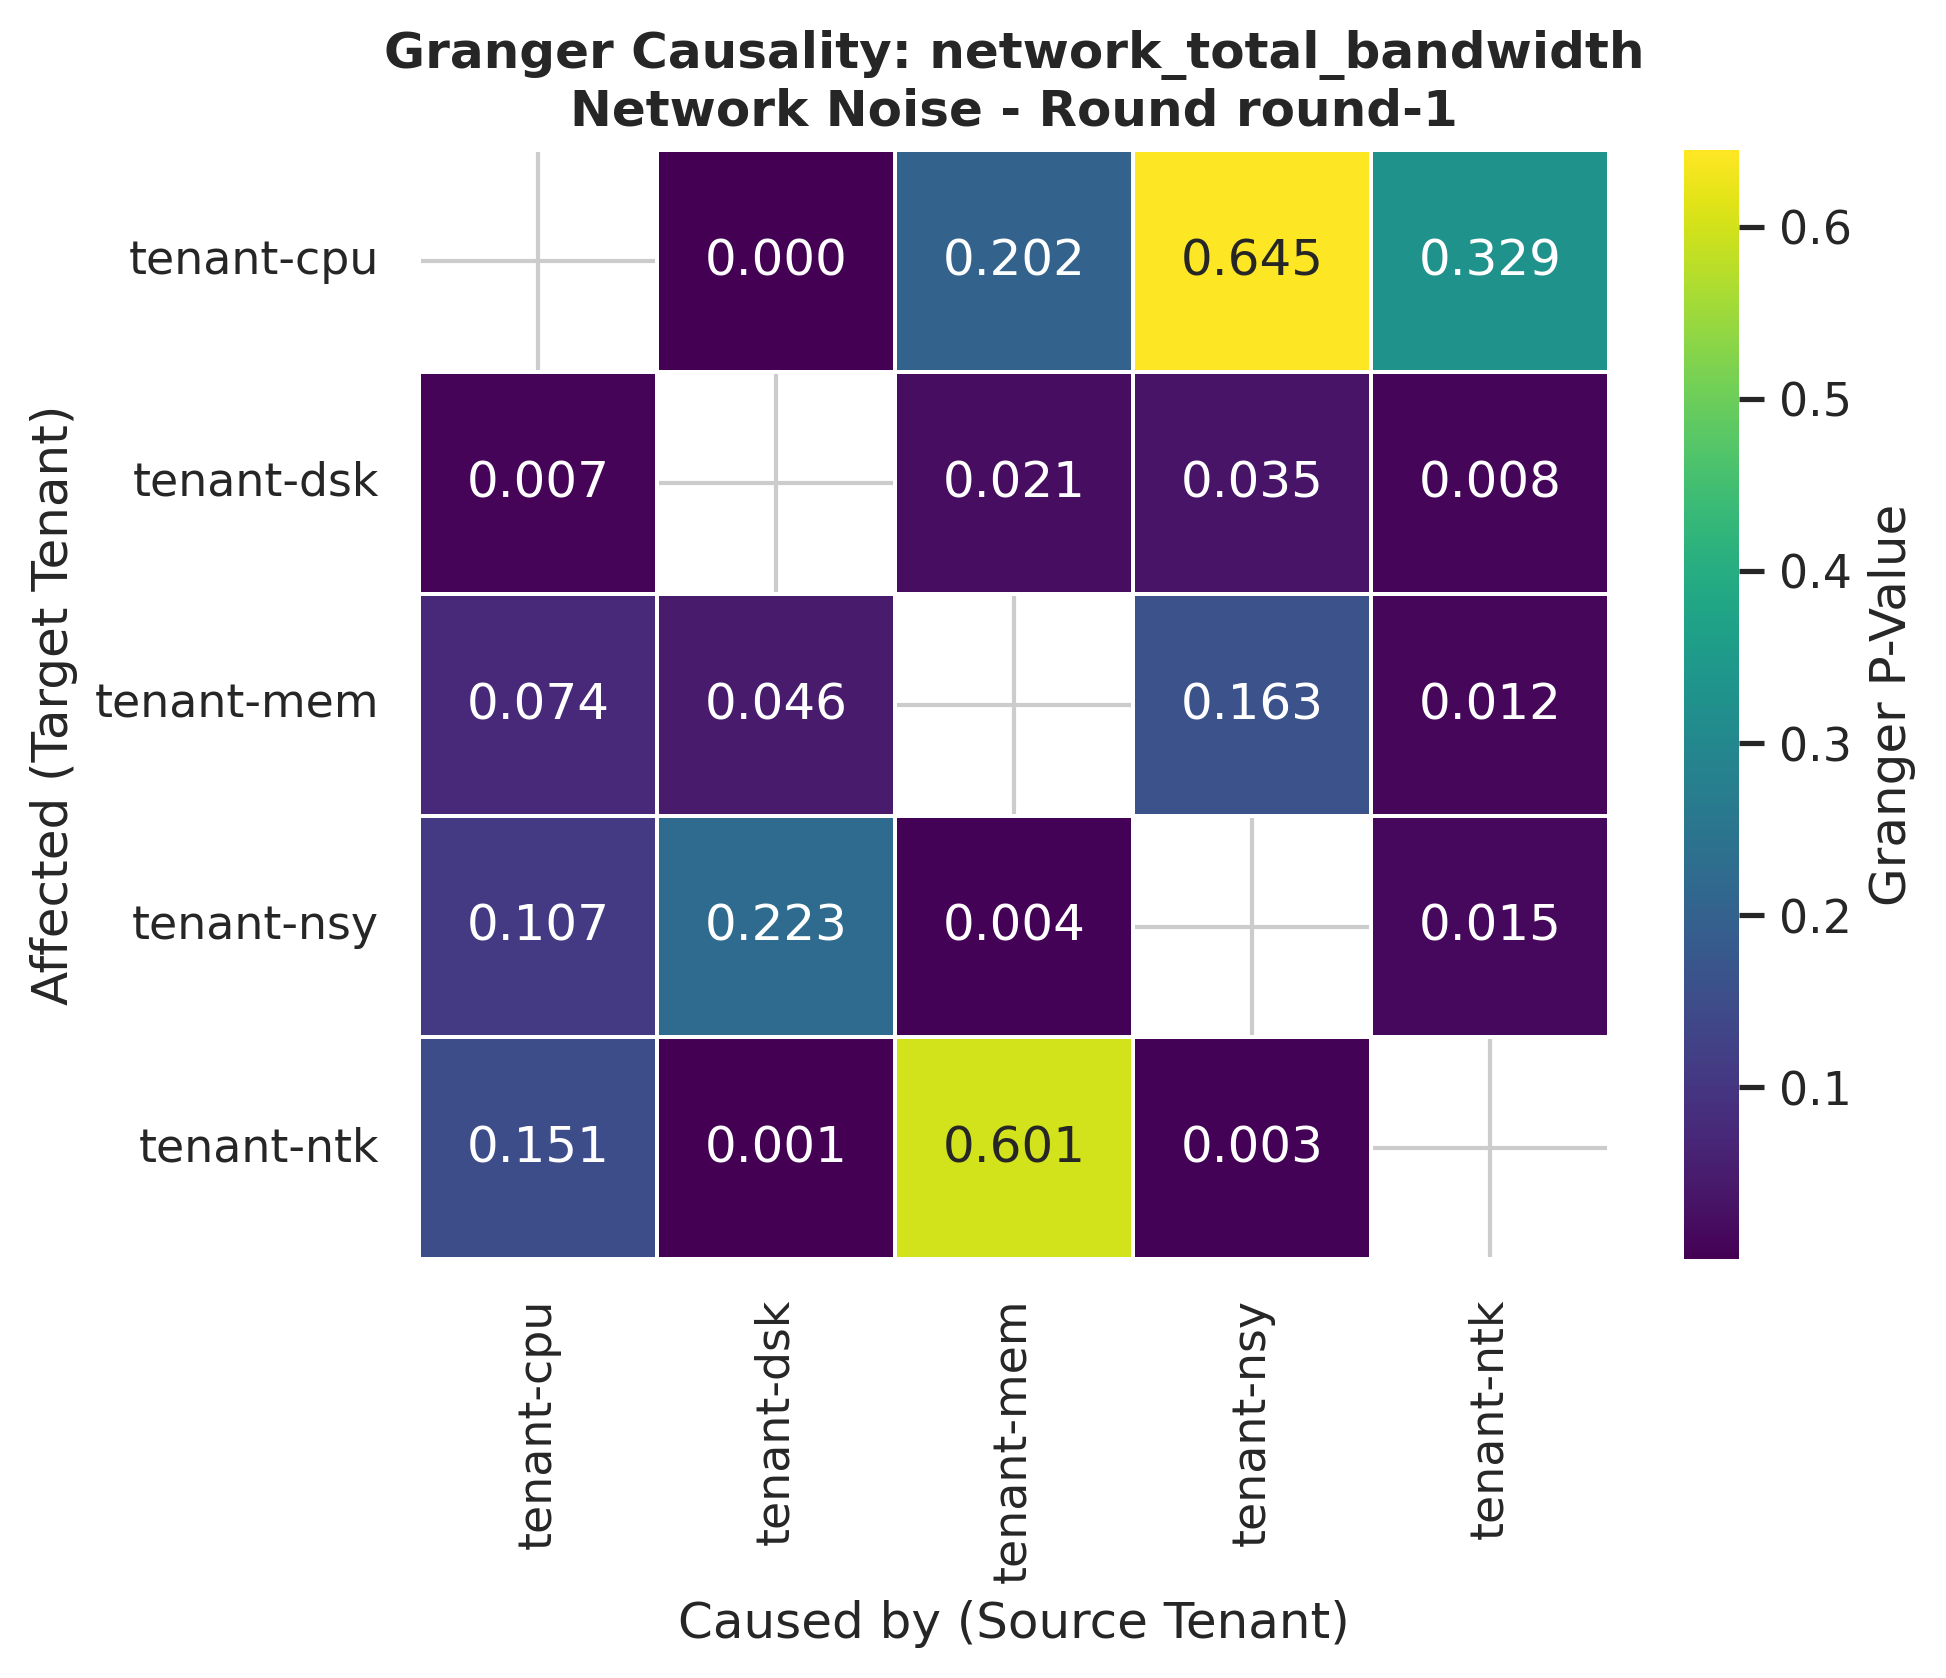 Granger Causality: network_total_bandwidth
Network Noise - Round round-1
Affected (Target Tenant)
tenant-cpu
0.000 0.202 0.645 0.329
tenant-dsk
0.007 0.021 0.035 0.008
tenant-mem
0.074 0.046 0.163 0.012
tenant-nsy
0.107 0.223 0.004 0.015
tenant-ntk
0.151 0.001 0.601 0.003
tenant-cpu
tenant-dsk
tenant-mem
tenant-nsy
tenant-ntk
Caused by (Source Tenant)
0.6
0.5
0.4
0.3
0.2
0.1
Granger P-Value